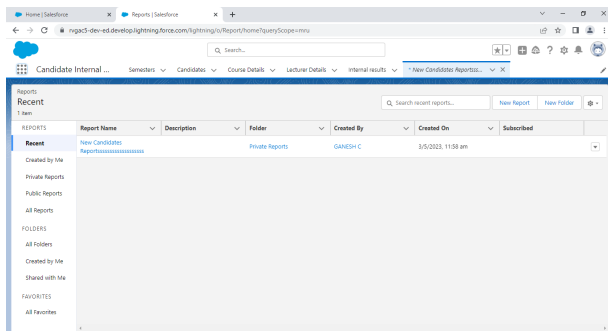 Home | Salesforce
Reports | Salesforce
rvgac5-dev-ed.develop.lightning.force.com/lightning/o/Report/home?queryScope=mru
Search...
Candidate Internal ...
Semesters
Candidates
Course Details
Lecturer Details
Internal results
* New Candidates Reportsss...
Reports
Recent
1 item
Search recent reports...
New Report
New Folder
REPORTS
Report Name
Description
Folder
Created By
Created On
Subscribed
Recent
New Candidates
Private Reports
GANESH C
3/5/2023, 11:58 am
Created by Me
Private Reports
Public Reports
All Reports
FOLDERS
All Folders
Created by Me
Shared with Me
FAVORITES
All Favorites